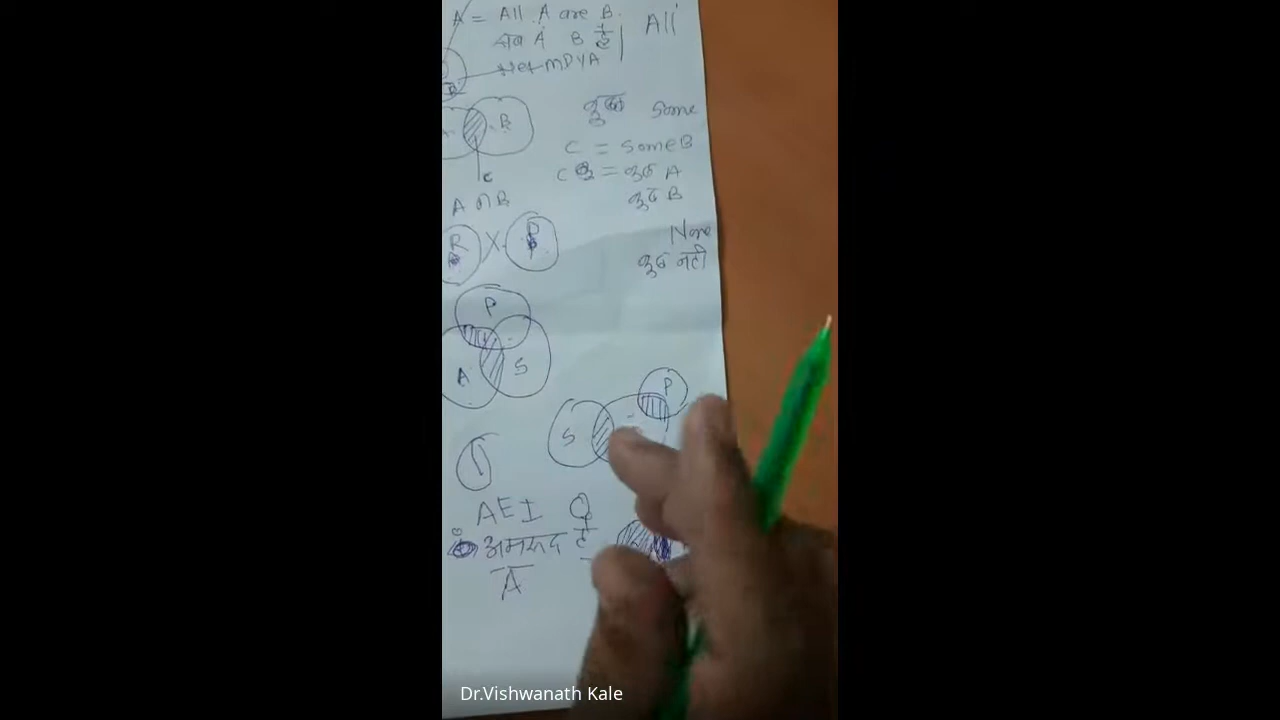 A = All A are B.
सब A B है | All
B
B
कुछ Some
C = Some B
C = कुछ A
c
कुछ B
A ∩ B
None
R X P
कुछ नही
P
A S
P
S
AEI O
अमरूद है
A
Dr.Vishwanath Kale